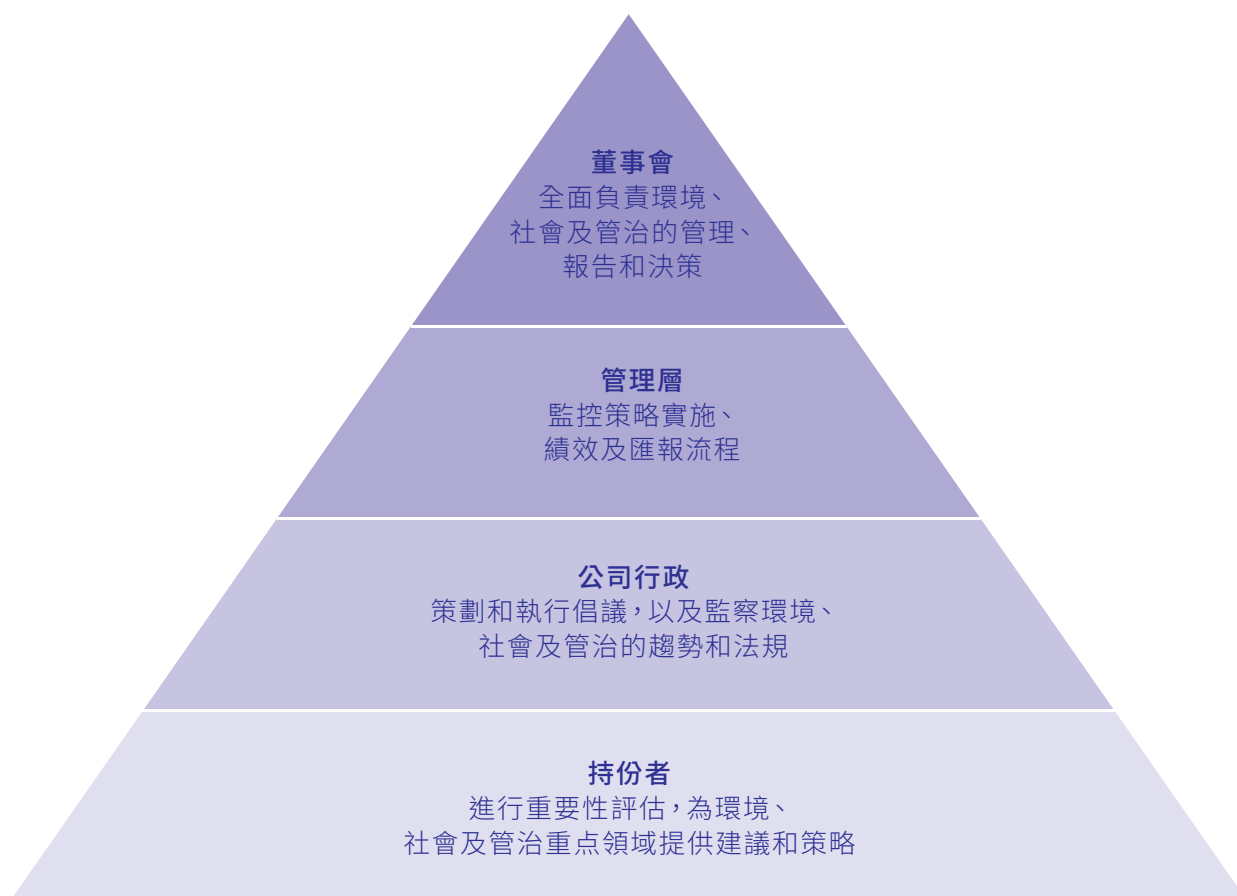 董事會
全面負責環境、
社會及管治的管理、
報告和決策
管理層
監控策略實施、
績效及匯報流程
公司行政
策劃和執行倡議，以及監察環境、
社會及管治的趨勢和法規
持份者
進行重要性評估，為環境、
社會及管治重点領域提供建議和策略